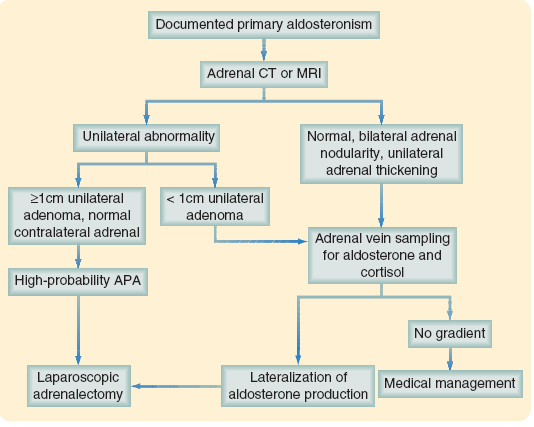 Documented primary aldosteronism
Adrenal CT or MRI
Unilateral abnormality
Normal, bilateral adrenal
nodularity, unilateral
adrenal thickening
≥1cm unilateral
adenoma, normal
contralateral adrenal
< 1cm unilateral
adenoma
Adrenal vein sampling
for aldosterone and
cortisol
High-probability APA
No gradient
Laparoscopic
adrenalectomy
Lateralization of
aldosterone production
Medical management